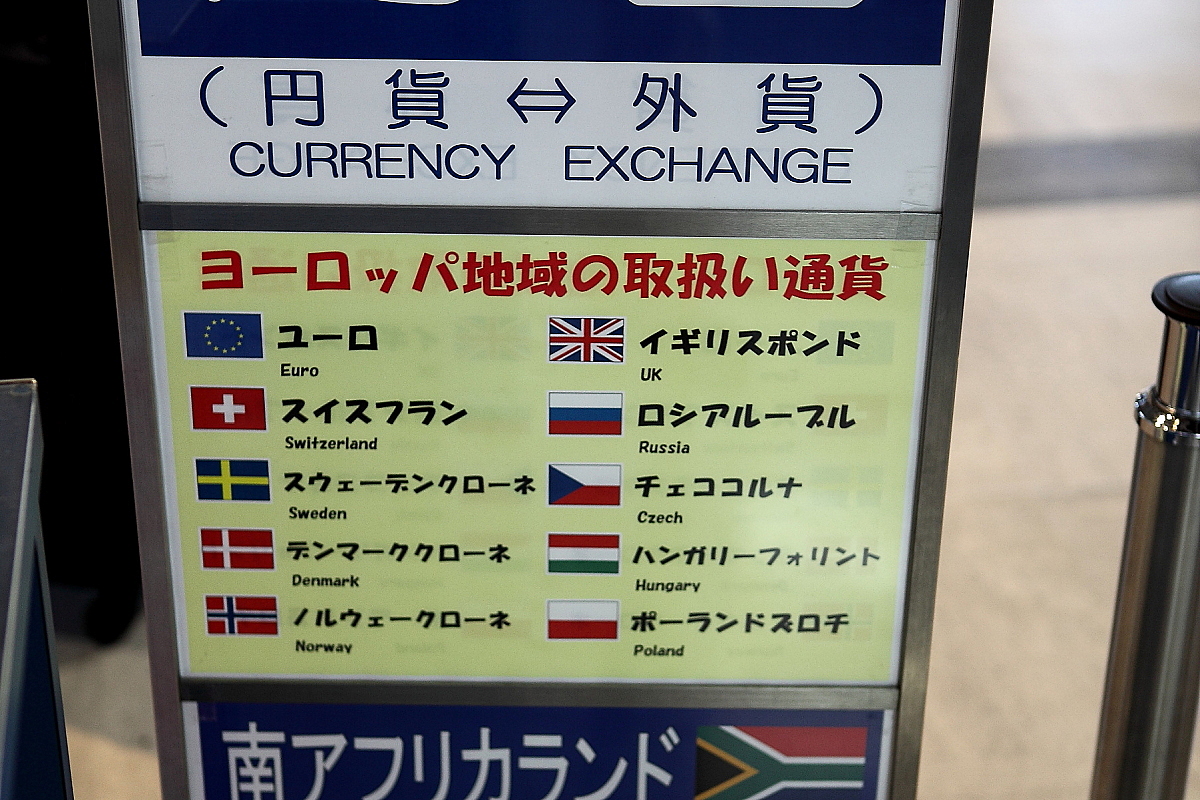 （円貨⇔外貨）
CURRENCY EXCHANGE
ヨーロッパ地域の取扱い通貨
ユーロ
Euro
イギリスポンド
UK
スイスフラン
Switzerland
ロシアルーブル
Russia
スウェーデンクローネ
Sweden
チェココルナ
Czech
デンマーククローネ
Denmark
ハンガリーフォリント
Hungary
ノルウェークローネ
Norway
ポーランドズロチ
Poland
南アフリカランド